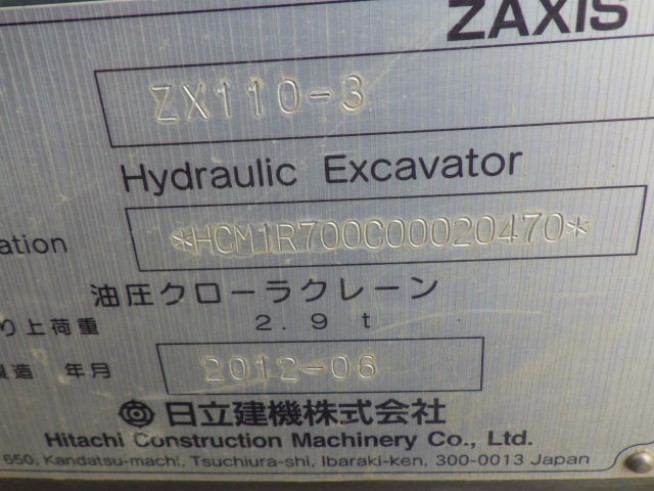 ZAXIS
ZX110-3
Hydraulic Excavator
ation *HCM1R700C00020470*
油圧クローラクレーン
り上荷重 2.9 t
製造 年月 2012-06
日立建機株式会社
Hitachi Construction Machinery Co., Ltd.
650, Kandatsu-machi, Tsuchiura-shi, Ibaraki-ken, 300-0013 Japan